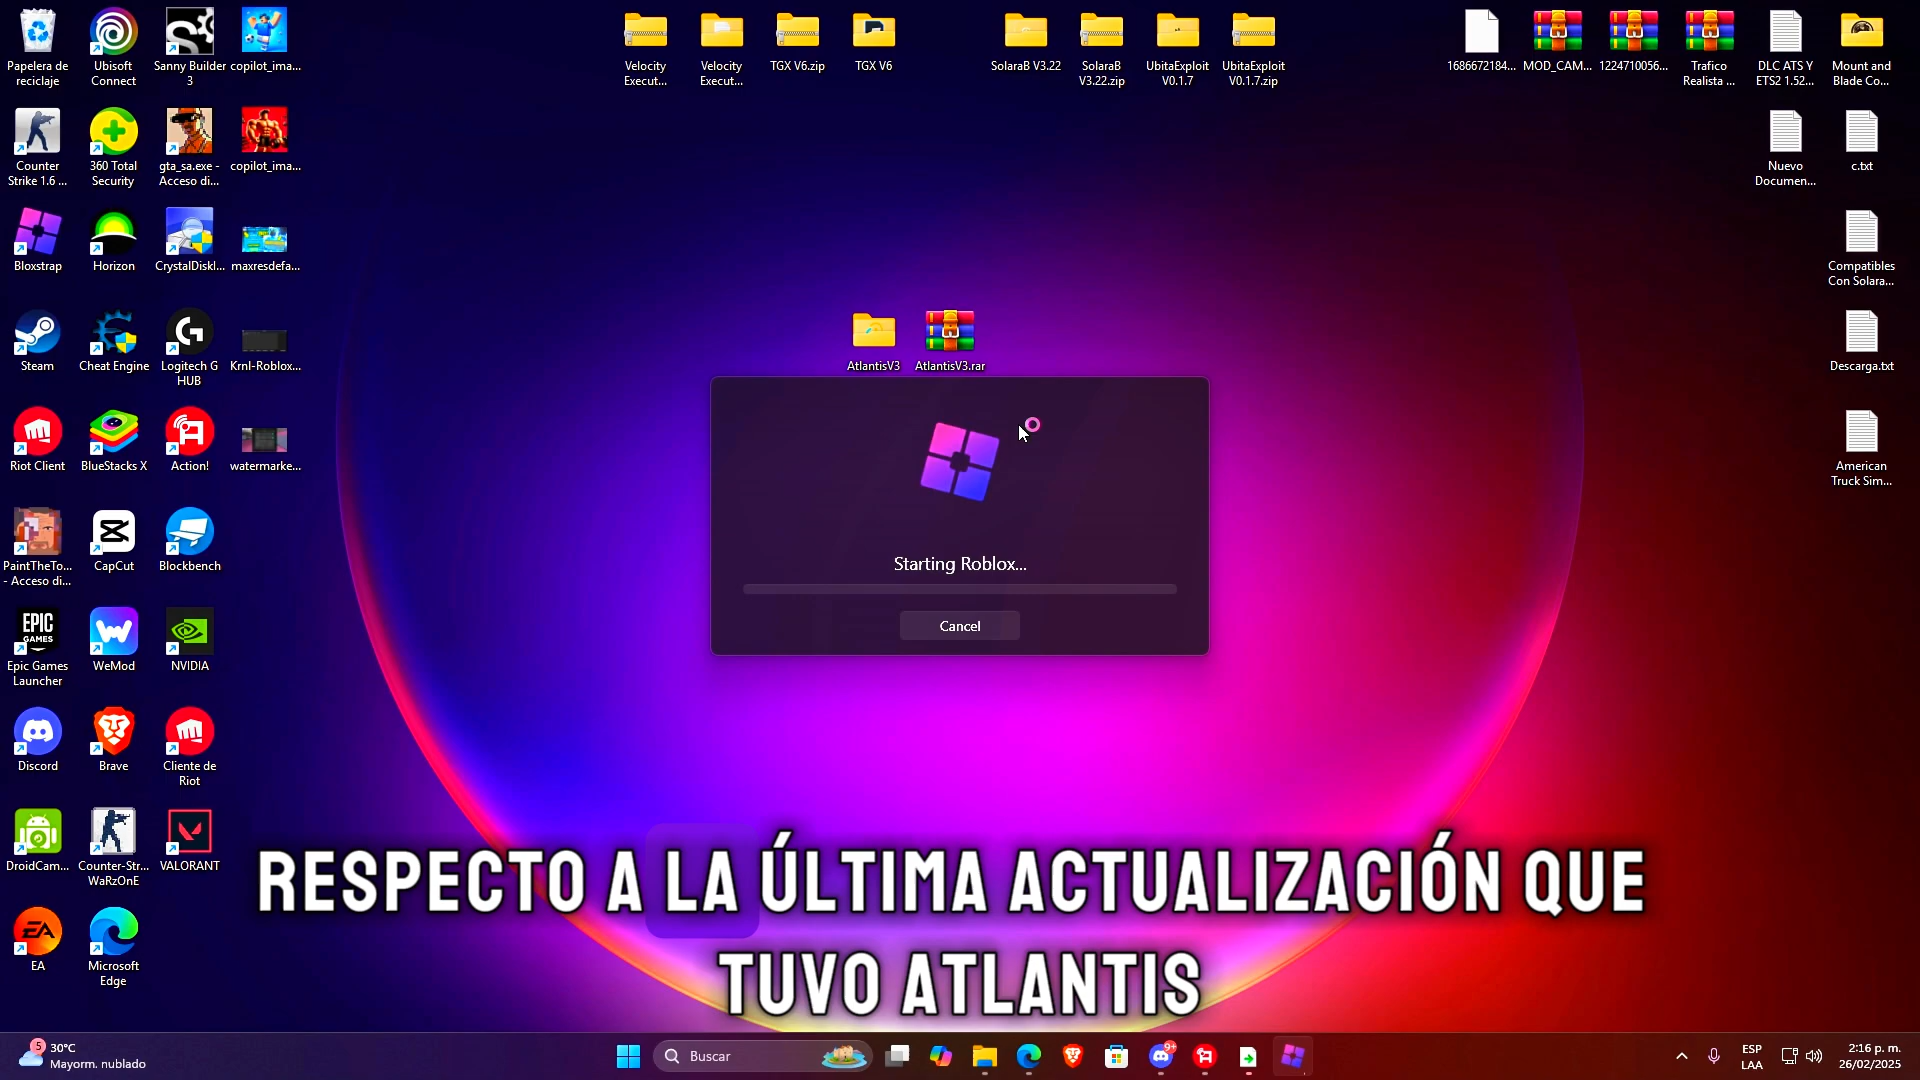 Papelera de
reciclaje
Ubisoft
Connect
Sanny Builder
3
copilot_ima...
Velocity
Execut...
Velocity
Execut...
TGX V6.zip
TGX V6
SolaraB V3.22
SolaraB
V3.22.zip
UbitaExploit
V0.1.7
UbitaExploit
V0.1.7.zip
1686672184...
MOD_CAM...
1224710056...
Trafico
Realista ...
DLC ATS Y
ETS2 1.52...
Mount and
Blade Co...
Counter
Strike 1.6 ...
360 Total
Security
gta_sa.exe -
Acceso di...
copilot_ima...
Nuevo
Documen...
c.txt
Bloxstrap
Horizon
CrystalDiskI...
maxresdefa...
Compatibles
Con Solara...
Steam
Cheat Engine
Logitech G
HUB
Krnl-Roblox...
AtlantisV3
AtlantisV3.rar
Descarga.txt
Riot Client
BlueStacks X
Action!
watermarke...
American
Truck Sim...
Starting Roblox...
Cancel
PaintTheTo...
- Acceso di...
CapCut
Blockbench
EPIC
GAMES
Epic Games
Launcher
WeMod
NVIDIA
Discord
Brave
Cliente de
Riot
DroidCam...
Counter-Str...
WaRzOnE
VALORANT
EA
EA
Microsoft
Edge
RESPECTO A LA ÚLTIMA ACTUALIZACIÓN QUE
TUVO ATLANTIS
5
30°C
Mayorm. nublado
Buscar
9+
ESP
LAA
2:16 p. m.
26/02/2025